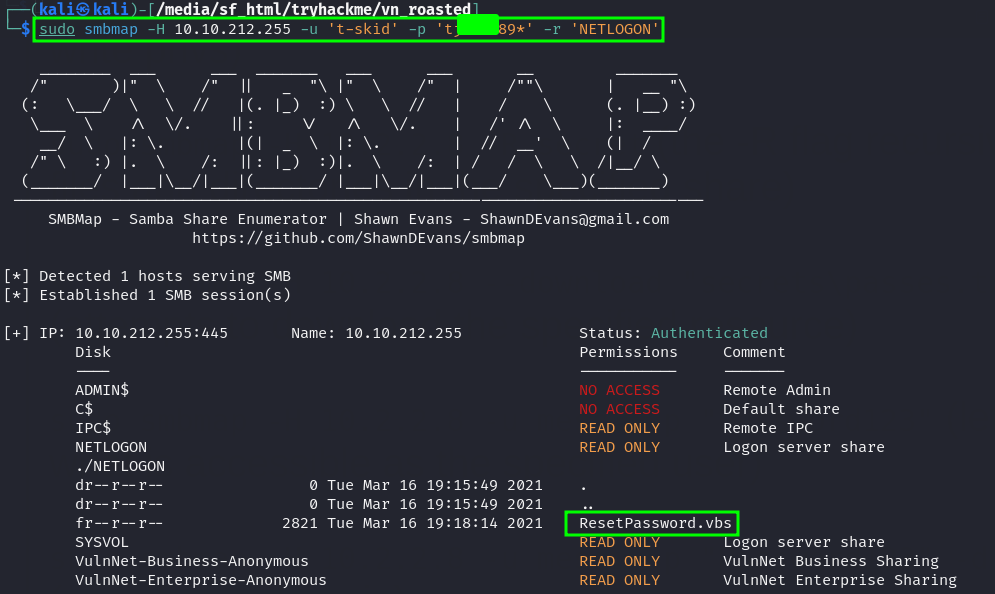 (kali㉿kali)-[/media/sf_html/tryhackme/vn_roasted]
$ sudo smbmap -H 10.10.212.255 -u 't-skid' -p 'tj 89*' -r 'NETLOGON'
SMBMap - Samba Share Enumerator | Shawn Evans - ShawnDEvans@gmail.com
https://github.com/ShawnDEvans/smbmap
[*] Detected 1 hosts serving SMB
[*] Established 1 SMB session(s)
[+] IP: 10.10.212.255:445 Name: 10.10.212.255 Status: Authenticated
Disk Permissions Comment
---- ----------- -------
ADMIN$ NO ACCESS Remote Admin
C$ NO ACCESS Default share
IPC$ READ ONLY Remote IPC
NETLOGON READ ONLY Logon server share
./NETLOGON
dr--r--r-- 0 Tue Mar 16 19:15:49 2021 .
dr--r--r-- 0 Tue Mar 16 19:15:49 2021 ..
fr--r--r-- 2821 Tue Mar 16 19:18:14 2021 ResetPassword.vbs
SYSVOL READ ONLY Logon server share
VulnNet-Business-Anonymous READ ONLY VulnNet Business Sharing
VulnNet-Enterprise-Anonymous READ ONLY VulnNet Enterprise Sharing